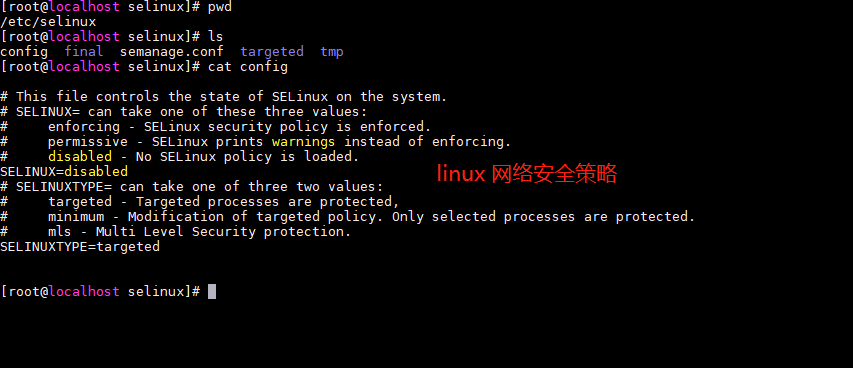 [root@localhost selinux]# pwd
/etc/selinux
[root@localhost selinux]# ls
config  final  semanage.conf  targeted  tmp
[root@localhost selinux]# cat config
# This file controls the state of SELinux on the system.
# SELINUX= can take one of these three values:
#     enforcing - SELinux security policy is enforced.
#     permissive - SELinux prints warnings instead of enforcing.
#     disabled - No SELinux policy is loaded.
SELINUX=disabled
linux 网络安全策略
# SELINUXTYPE= can take one of three two values:
#     targeted - Targeted processes are protected,
#     minimum - Modification of targeted policy. Only selected processes are protected.
#     mls - Multi Level Security protection.
SELINUXTYPE=targeted
[root@localhost selinux]#